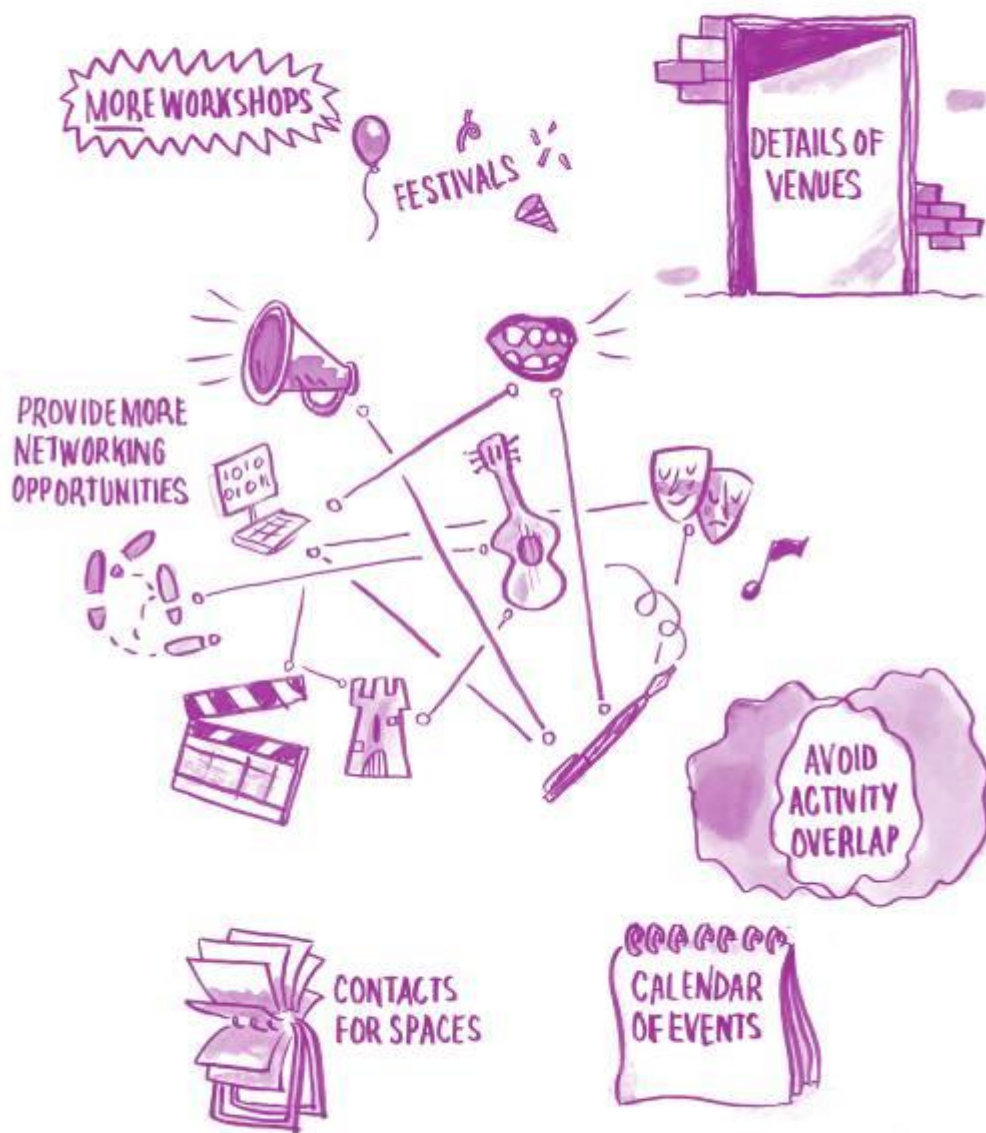 MORE WORKSHOPS
FESTIVALS
DETAILS OF
VENUES
PROVIDE MORE
NETWORKING
OPPORTUNITIES
1010
0101
AVOID
ACTIVITY
OVERLAP
CONTACTS
FOR SPACES
CALENDAR
OF EVENTS